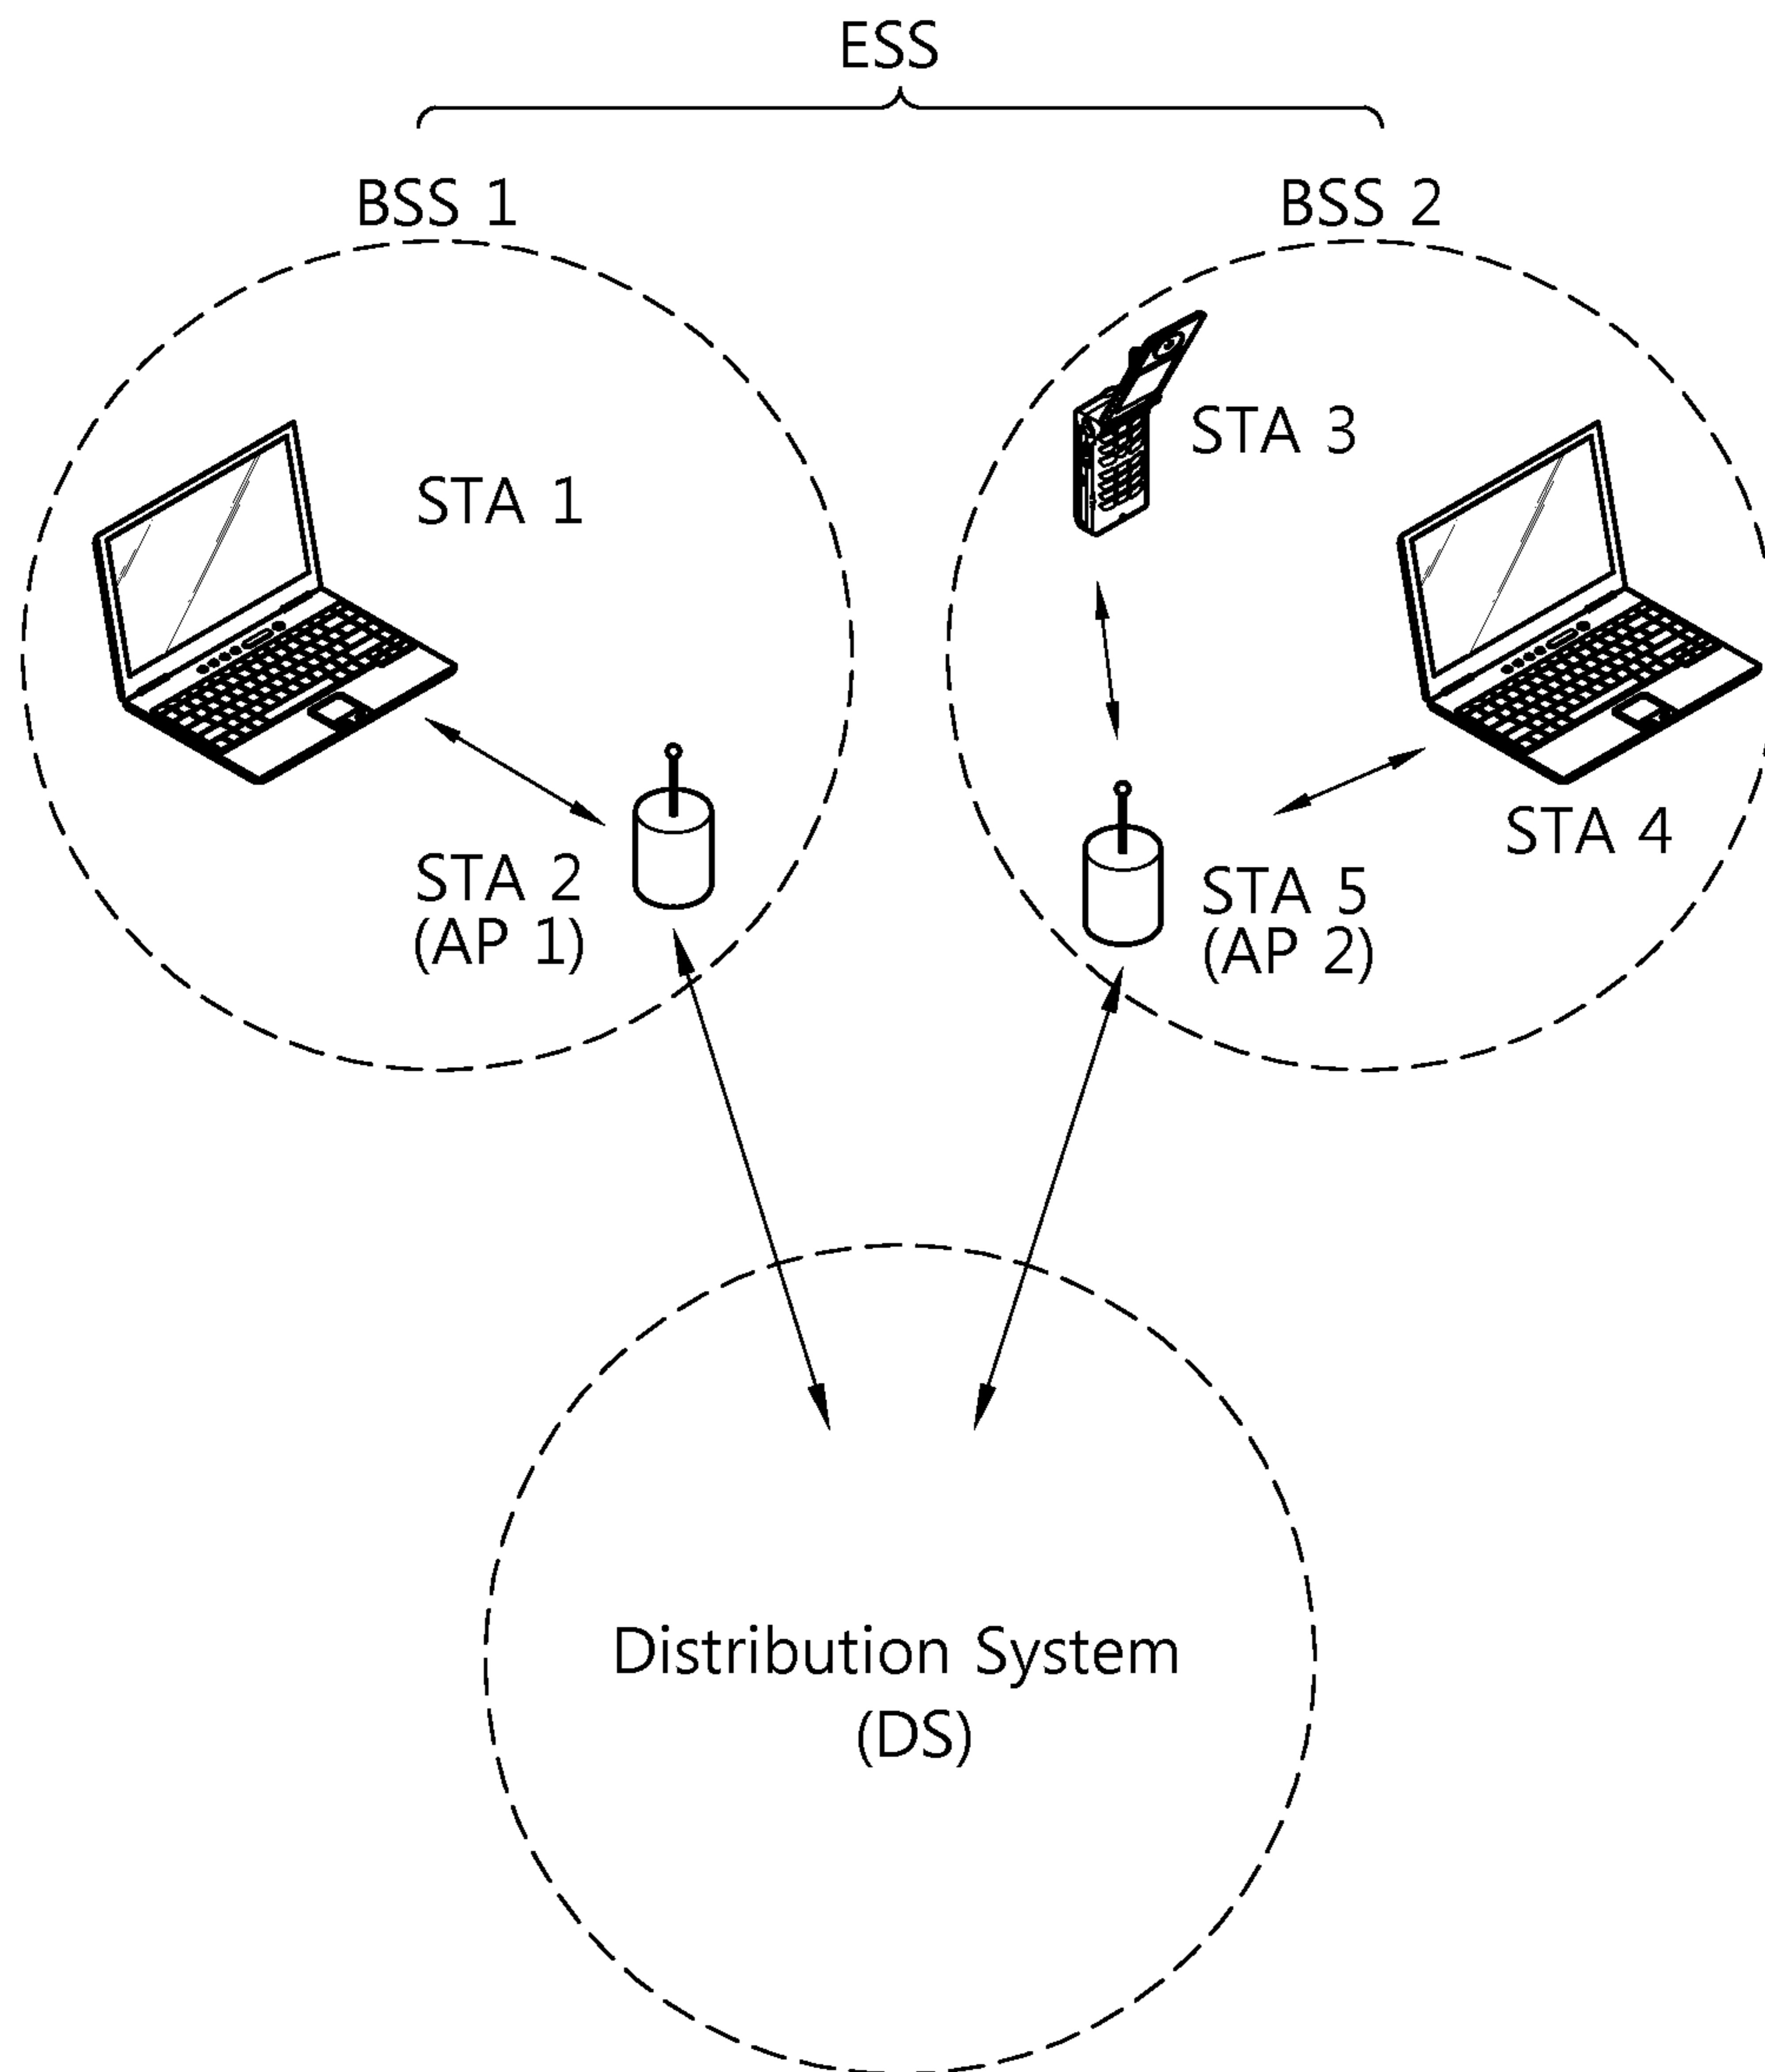 ESS
BSS 1
BSS 2
STA 1
STA 3
STA 2
(AP 1)
STA 4
STA 5
(AP 2)
Distribution System
(DS)